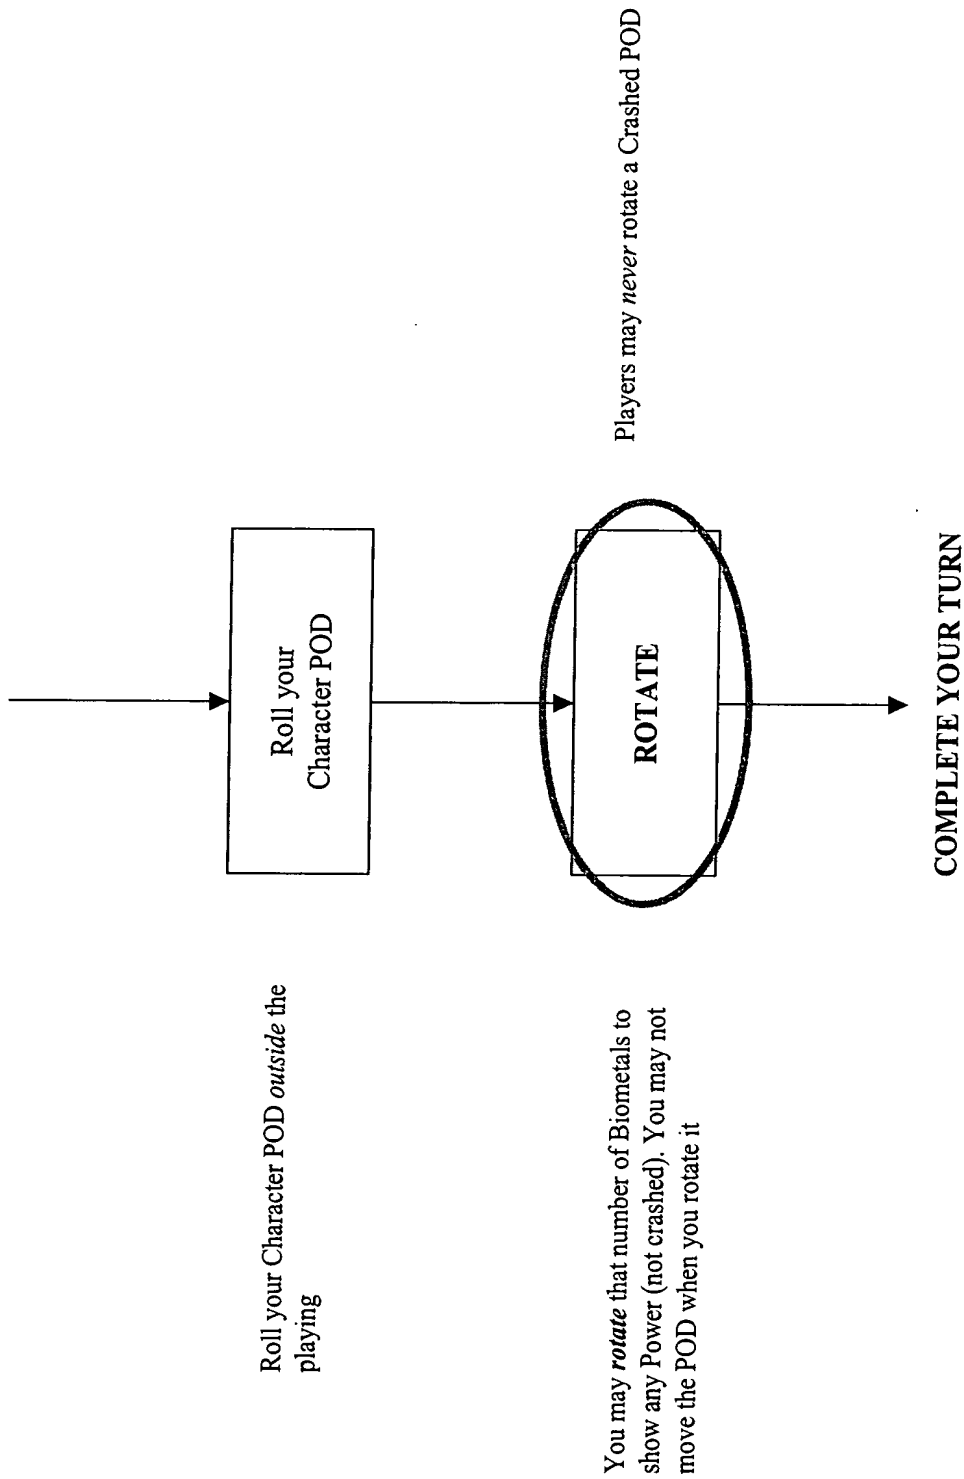 Roll your Character POD outside the
playing
Roll your
Character POD
You may rotate that number of Biometals to
show any Power (not crashed). You may not
move the POD when you rotate it
ROTATE
Players may never rotate a Crashed POD
COMPLETE YOUR TURN